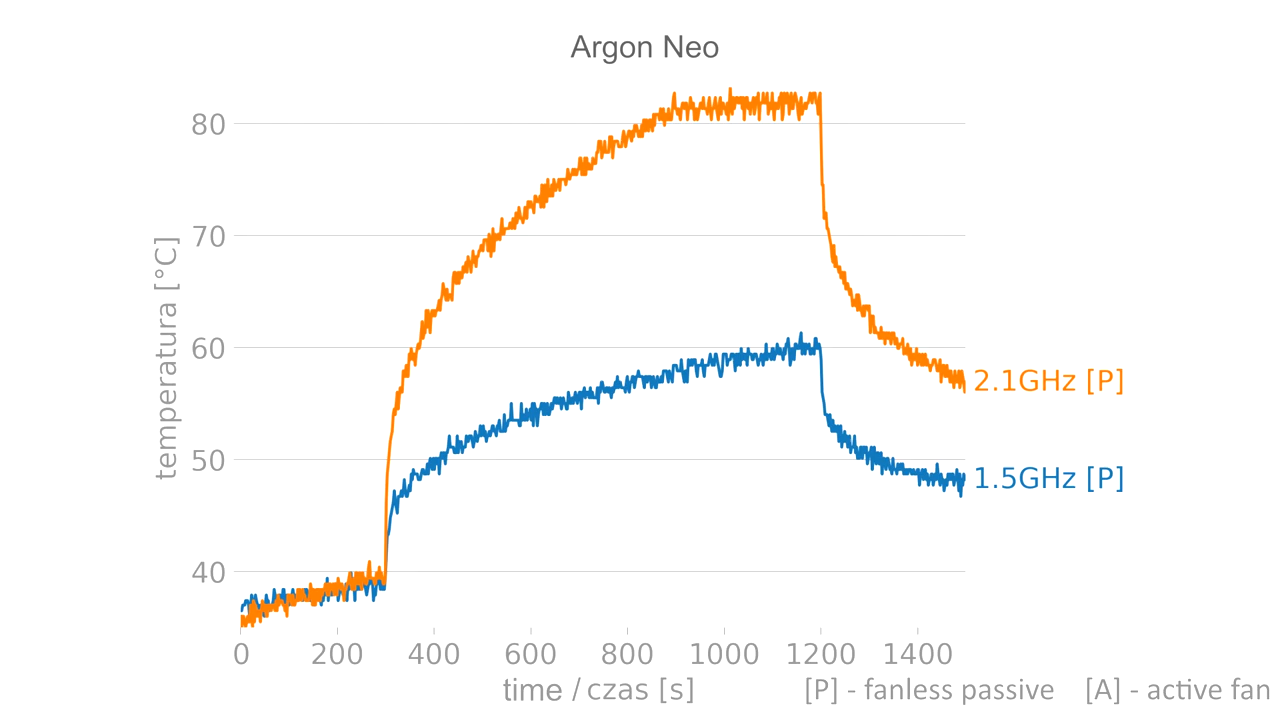 Argon Neo
80
70
60
50
40
temperatura [°C]
2.1GHz [P]
1.5GHz [P]
0 200 400 600 800 1000 1200 1400
time / czas [s] [P] - fanless passive [A] - active fan